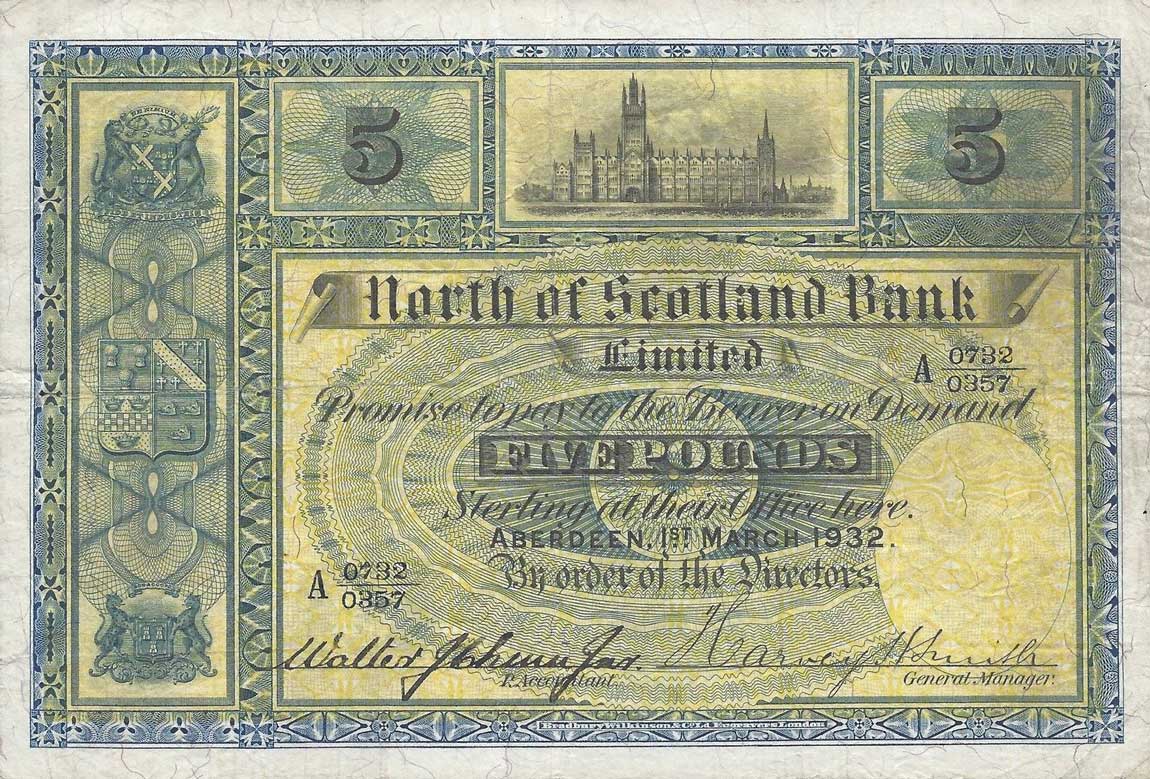 5
5
North of Scotland Bank
Limited
A 0732
0357
Promise to pay to the Bearer on Demand
FIVE POUNDS
Sterling at their Office here.
ABERDEEN, 1ST MARCH 1932.
By order of the Directors.
A 0732
0357
Walter
Harvey H Smith
P. Accountant.
General Manager.
Bradbury Wilkinson & Co. Ld. Engravers London